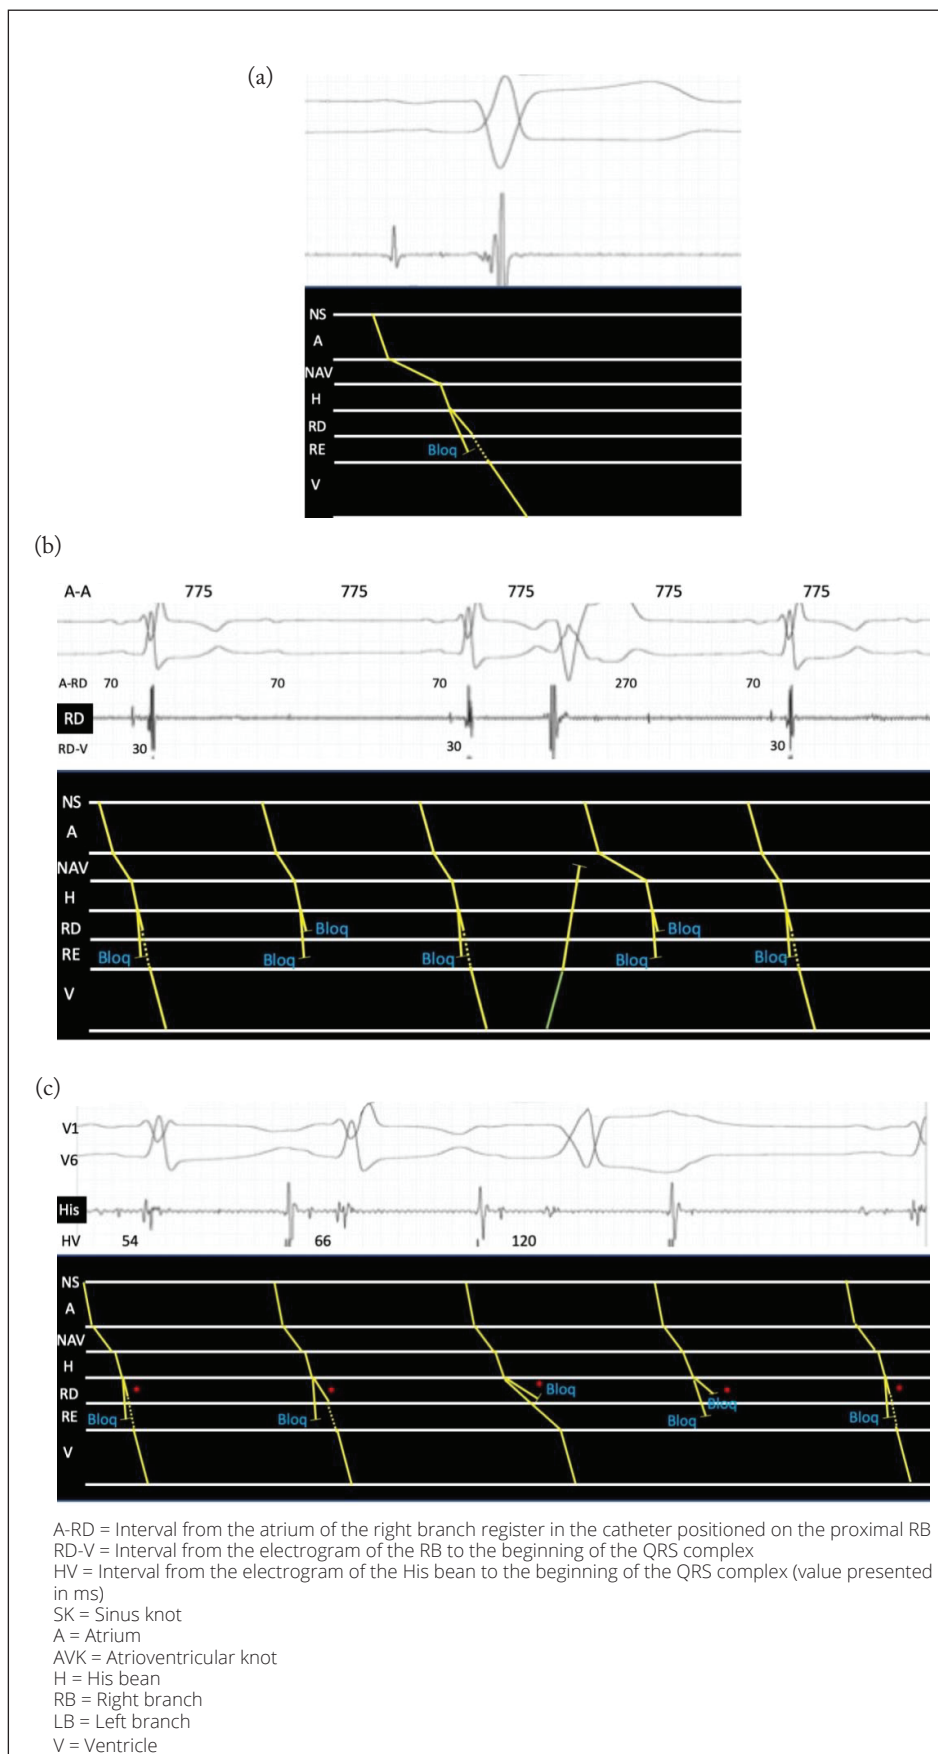 (a)
NS
A
NAV
H
RD
RE
Bloq
V
(b)
A-A 775 775 775 775 775
A-RD 70 70 70 270 70
RD
RD-V 30 30 30
NS
A
NAV
H
RD Bloq Bloq
RE Bloq Bloq Bloq Bloq Bloq
V
(c)
V1
V6
His
HV 54 66 120
NS
A
NAV
H
RD * * * Bloq * Bloq *
RE Bloq Bloq Bloq Bloq
V
A-RD = Interval from the atrium of the right branch register in the catheter positioned on the proximal RB
RD-V = Interval from the electrogram of the RB to the beginning of the QRS complex
HV = Interval from the electrogram of the His bean to the beginning of the QRS complex (value presented
in ms)
SK = Sinus knot
A = Atrium
AVK = Atrioventricular knot
H = His bean
RB = Right branch
LB = Left branch
V = Ventricle